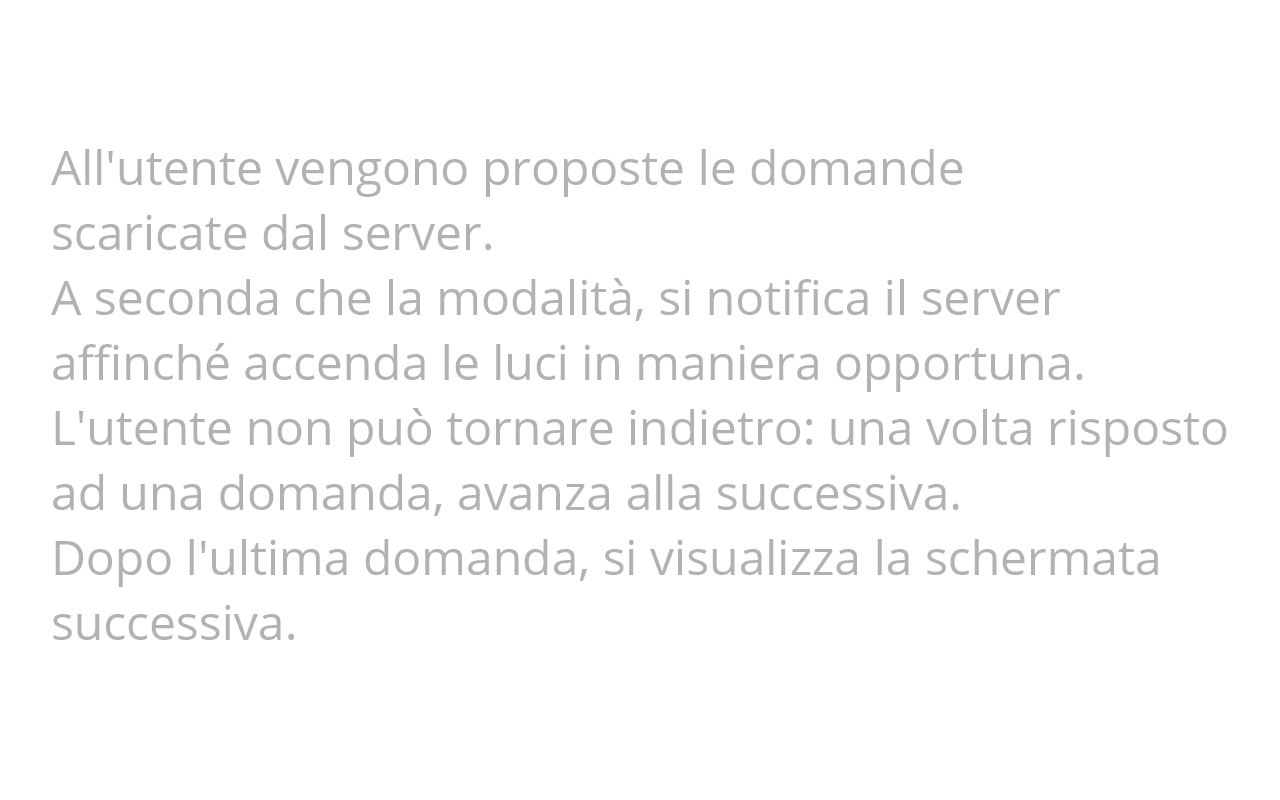 All'utente vengono proposte le domande
scaricate dal server.
A seconda che la modalità, si notifica il server
affinché accenda le luci in maniera opportuna.
L'utente non può tornare indietro: una volta risposto
ad una domanda, avanza alla successiva.
Dopo l'ultima domanda, si visualizza la schermata
successiva.